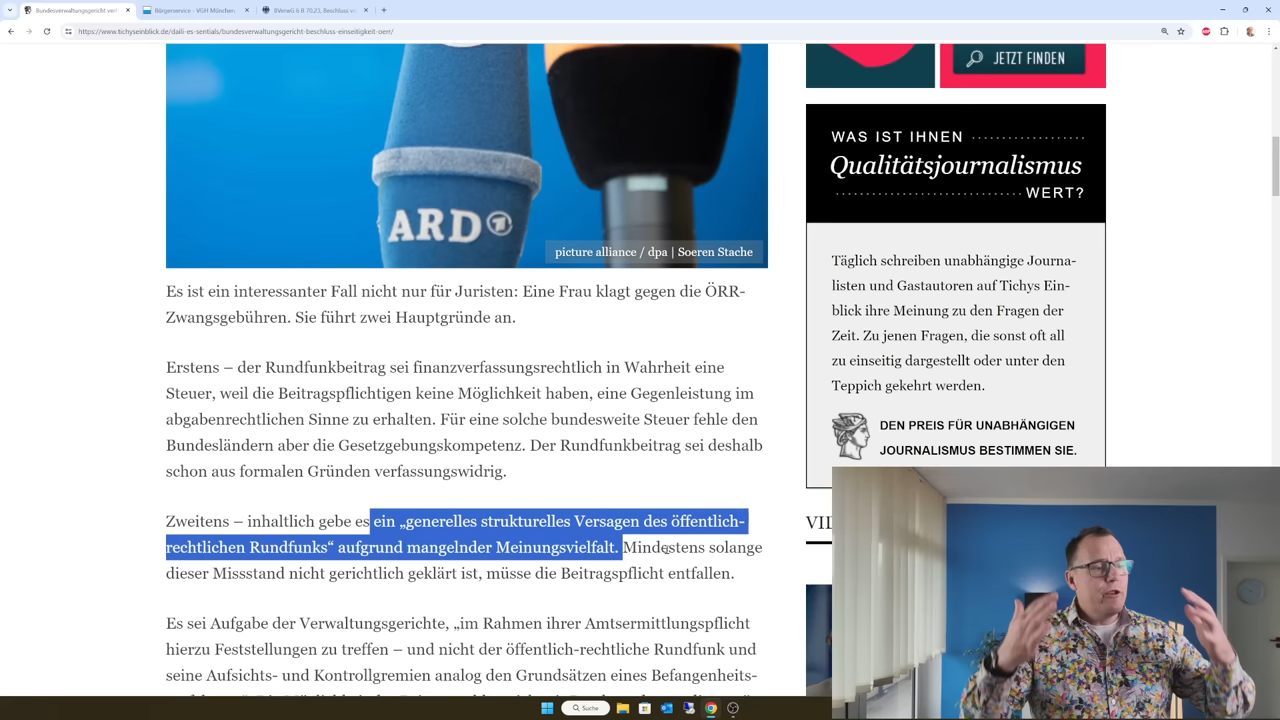 Bundesverwaltungsgericht verl
Bürgerservice - VGH München:
BVerwG 6 B 70.23, Beschluss vo
https://www.tichyseinblick.de/daili-es-sentials/bundesverwaltungsgericht-beschluss-einseitigkeit-oerr/
ARD
picture alliance / dpa | Soeren Stache
Es ist ein interessanter Fall nicht nur für Juristen: Eine Frau klagt gegen die ÖRR-
Zwangsgebühren. Sie führt zwei Hauptgründe an.
Erstens – der Rundfunkbeitrag sei finanzverfassungsrechtlich in Wahrheit eine
Steuer, weil die Beitragspflichtigen keine Möglichkeit haben, eine Gegenleistung im
abgabenrechtlichen Sinne zu erhalten. Für eine solche bundesweite Steuer fehle den
Bundesländern aber die Gesetzgebungskompetenz. Der Rundfunkbeitrag sei deshalb
schon aus formalen Gründen verfassungswidrig.
Zweitens – inhaltlich gebe es ein „generelles strukturelles Versagen des öffentlich-
rechtlichen Rundfunks“ aufgrund mangelnder Meinungsvielfalt. Mindestens solange
dieser Missstand nicht gerichtlich geklärt ist, müsse die Beitragspflicht entfallen.
Es sei Aufgabe der Verwaltungsgerichte, „im Rahmen ihrer Amtsermittlungspflicht
hierzu Feststellungen zu treffen – und nicht der öffentlich-rechtliche Rundfunk und
seine Aufsichts- und Kontrollgremien analog den Grundsätzen eines Befangenheits-
JETZT FINDEN
WAS IST IHNEN
Qualitätsjournalismus
WERT?
Täglich schreiben unabhängige Journa-
listen und Gastautoren auf Tichys Ein-
blick ihre Meinung zu den Fragen der
Zeit. Zu jenen Fragen, die sonst oft all
zu einseitig dargestellt oder unter den
Teppich gekehrt werden.
DEN PREIS FÜR UNABHÄNGIGEN
JOURNALISMUS BESTIMMEN SIE.
VID
Suche